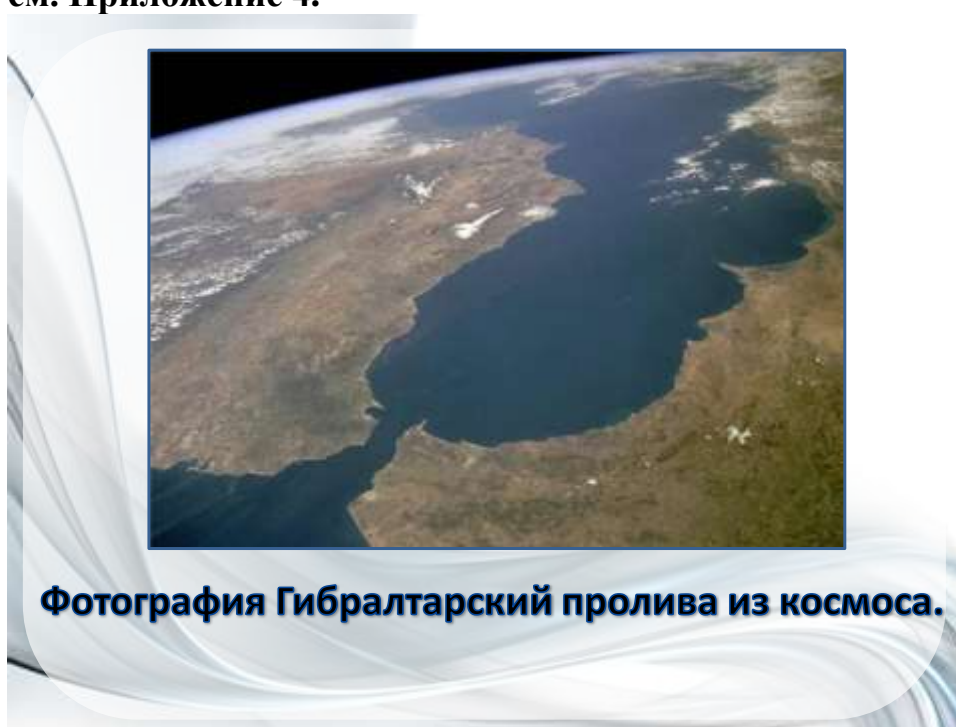 см. Приложение 4.
Фотография Гибралтарский пролива из космоса.